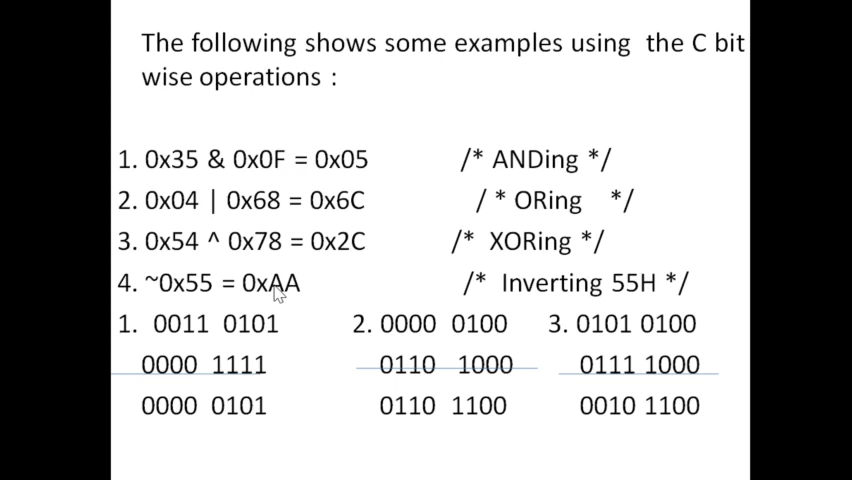 The following shows some examples using the C bit
wise operations :
1. 0x35 & 0x0F = 0x05 /* ANDing */
2. 0x04 | 0x68 = 0x6C / * ORing */
3. 0x54 ^ 0x78 = 0x2C /* XORing */
4. ~0x55 = 0xAA /* Inverting 55H */
1. 0011 0101 2. 0000 0100 3. 0101 0100
0000 1111 0110 1000 0111 1000
0000 0101 0110 1100 0010 1100